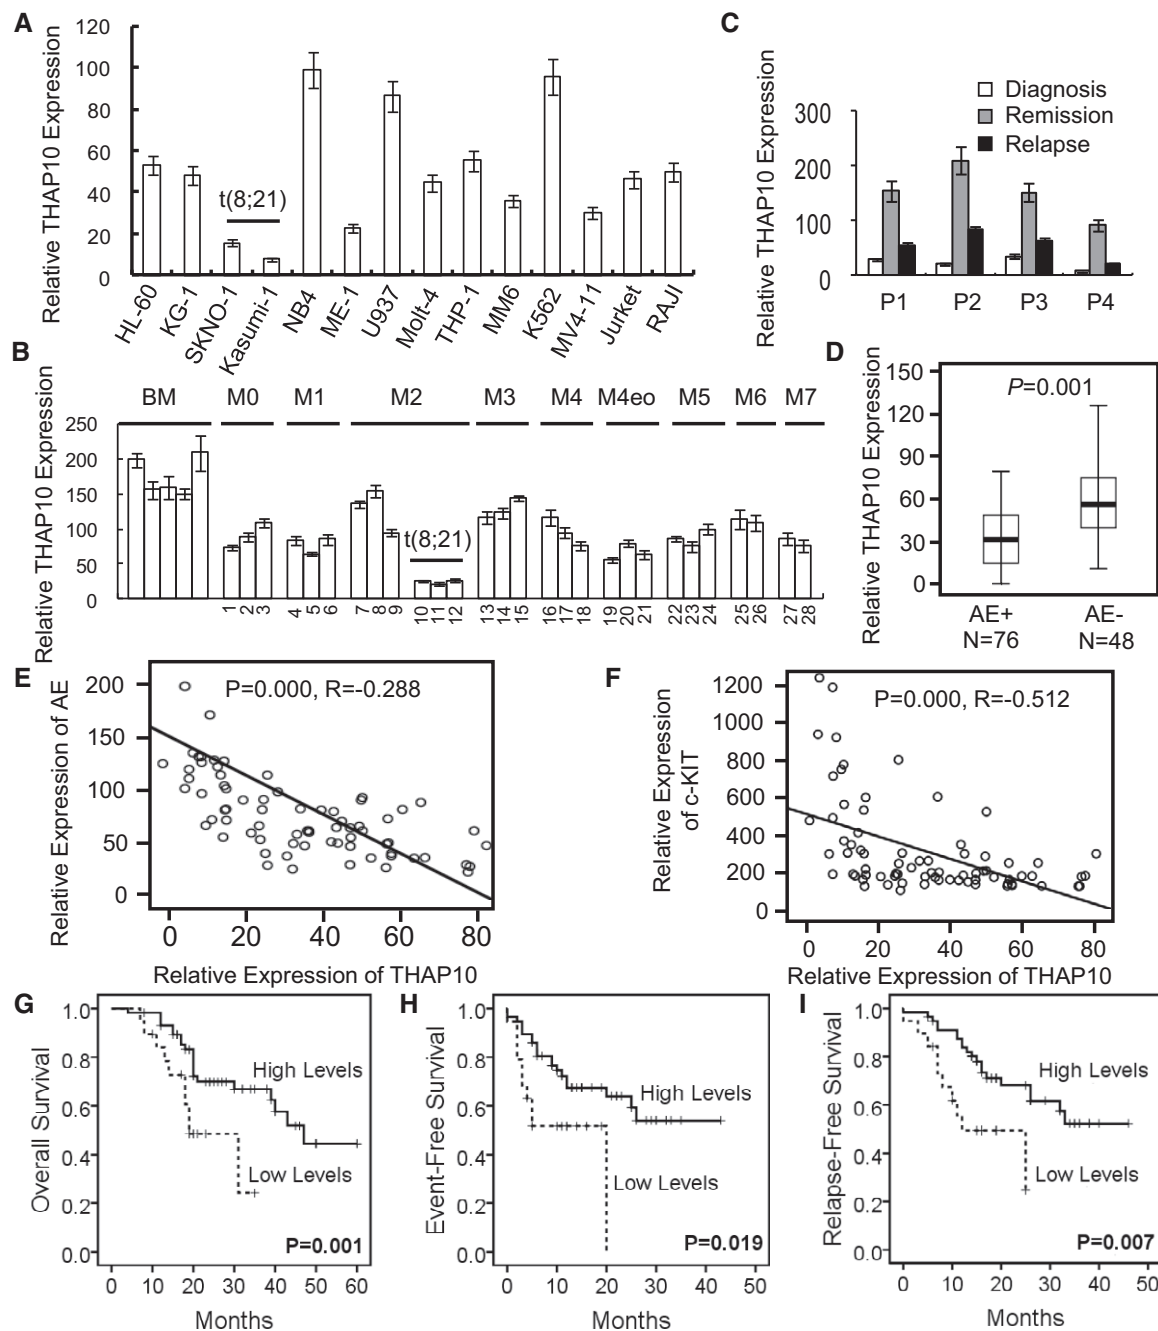 A
Relative THAP10 Expression
120
100
80
60
40
20
0
t(8;21)
HL-60
KG-1
SKNO-1
Kasumi-1
NB4
ME-1
U937
Molt-4
THP-1
MM6
K562
MV4-11
Jurket
RAJI
C
Relative THAP10 Expression
Diagnosis
Remission
Relapse
300
200
100
0
P1 P2 P3 P4
B
Relative THAP10 Expression
BM M0 M1 M2 M3 M4 M4eo M5 M6 M7
250
200
150
100
50
0
t(8;21)
1 2 3 4 5 6 7 8 9 10 11 12 13 14 15 16 17 18 19 20 21 22 23 24 25 26 27 28
D
Relative THAP10 Expression
150
120
90
60
30
0
P=0.001
AE+ AE-
N=76 N=48
E
Relative Expression of AE
200
150
100
50
0
P=0.000, R=-0.288
0 20 40 60 80
Relative Expression of THAP10
F
Relative Expression
of c-KIT
1200
1000
800
600
400
200
0
P=0.000, R=-0.512
0 20 40 60 80
Relative Expression of THAP10
G
Overall Survival
1.0
0.8
0.6
0.4
0.2
0.0
High Levels
Low Levels
P=0.001
0 10 20 30 40 50 60
Months
H
Event-Free Survival
1.0
0.8
0.6
0.4
0.2
0.0
High Levels
Low Levels
P=0.019
0 10 20 30 40 50
Months
I
Relapse-Free Survival
1.0
0.8
0.6
0.4
0.2
0.0
High Levels
Low Levels
P=0.007
0 10 20 30 40 50
Months